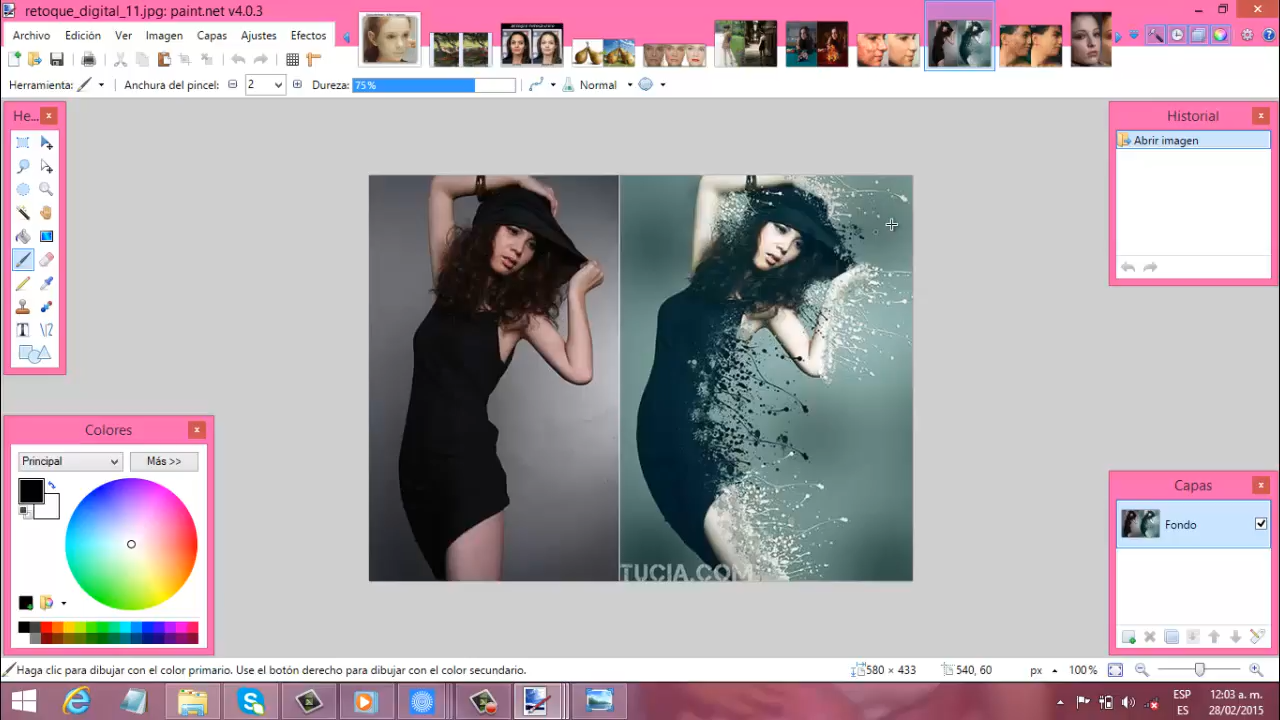 retoque_digital_11.jpg: paint.net v4.0.3
Archivo Edición Ver Imagen Capas Ajustes Efectos
Herramienta: Anchura del pincel: 2 Dureza: 75% Normal
He...
Historial
Abrir imagen
Colores
Principal Más >>
Capas
Fondo
TUCIA.COM
Haga clic para dibujar con el color primario. Use el botón derecho para dibujar con el color secundario.
580 × 433 540, 60 px 100%
ESP 12:03 a. m.
ES 28/02/2015